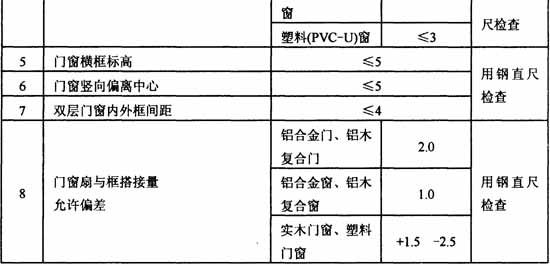 窗
尺检查
塑料(PVC-U)窗 ≤3
5 门窗横框标高 ≤5
用钢直尺
检查
6 门窗竖向偏离中心 ≤5
7 双层门窗内外框间距 ≤4
8 门窗扇与框搭接量
允许偏差
铝合金门、铝木
复合门
2.0
铝合金窗、铝木
复合窗
1.0
实木门窗、塑料
门窗
+1.5 -2.5
用钢直尺
检查